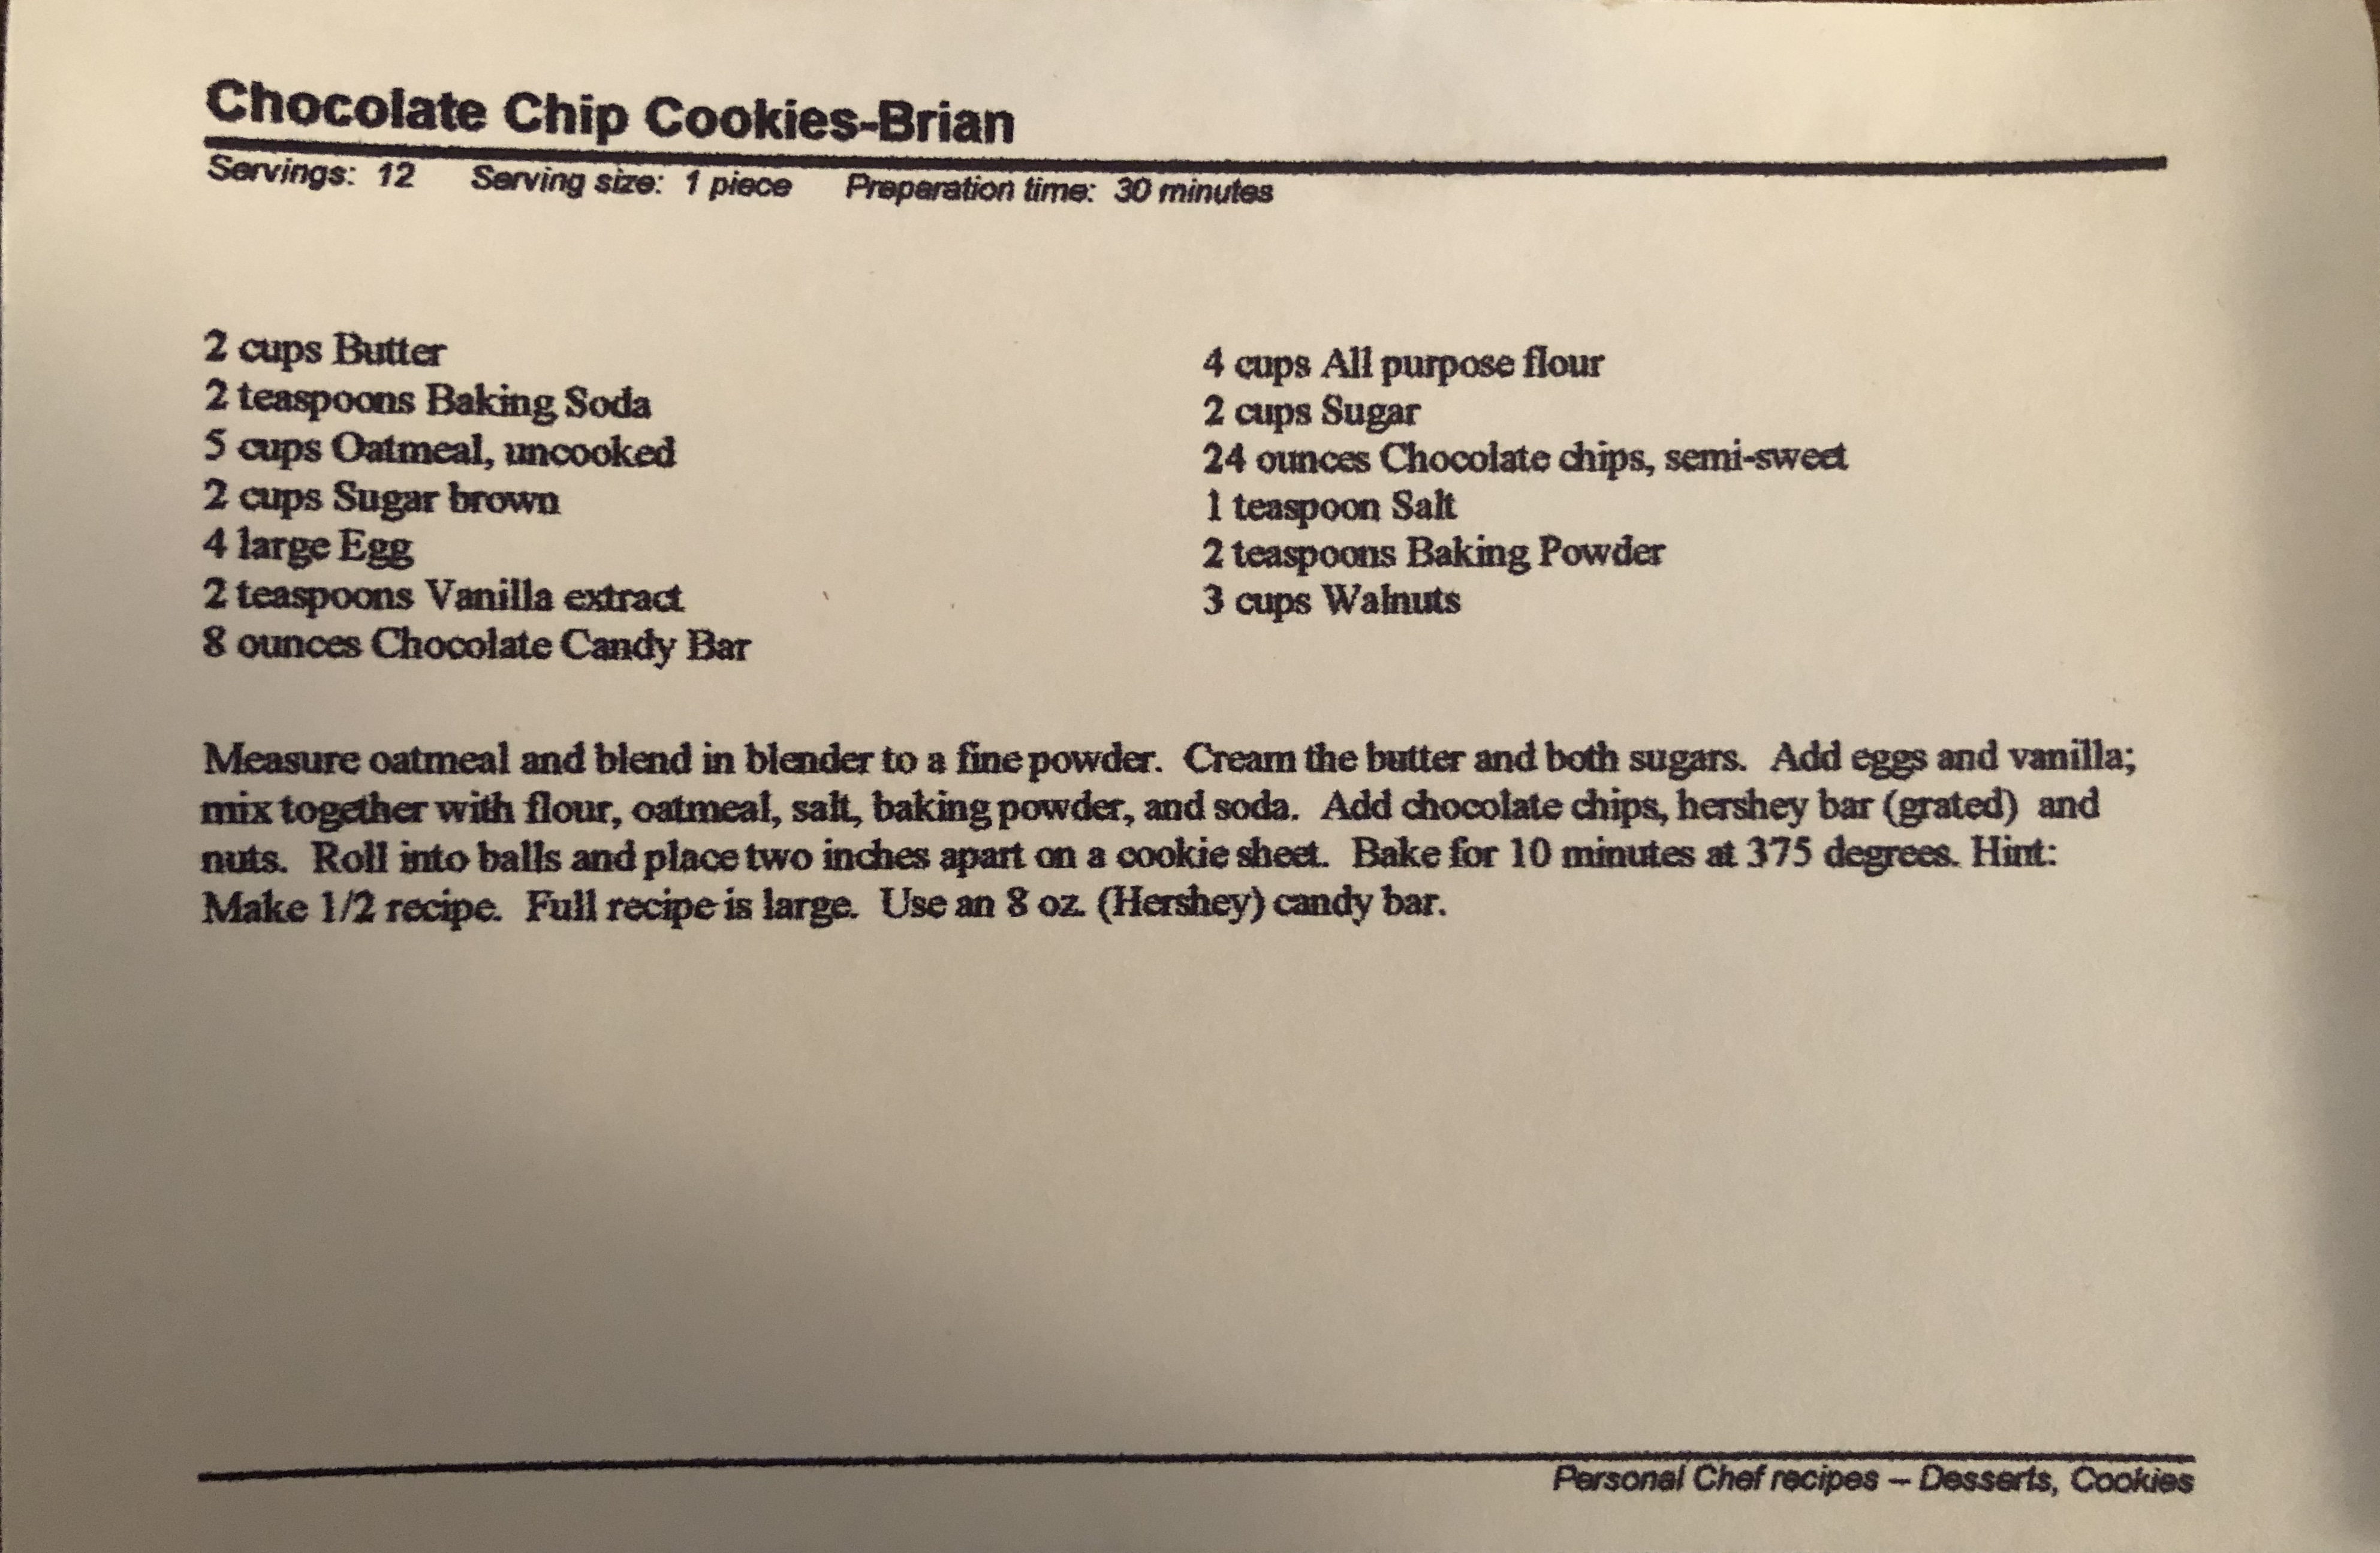 Chocolate Chip Cookies-Brian
Servings: 12 Serving size: 1 piece Preparation time: 30 minutes
2 cups Butter
2 teaspoons Baking Soda
5 cups Oatmeal, uncooked
2 cups Sugar brown
4 large Egg
2 teaspoons Vanilla extract
8 ounces Chocolate Candy Bar
4 cups All purpose flour
2 cups Sugar
24 ounces Chocolate chips, semi-sweet
1 teaspoon Salt
2 teaspoons Baking Powder
3 cups Walnuts
Measure oatmeal and blend in blender to a fine powder. Cream the butter and both sugars. Add eggs and vanilla;
mix together with flour, oatmeal, salt, baking powder, and soda. Add chocolate chips, hershey bar (grated) and
nuts. Roll into balls and place two inches apart on a cookie sheet. Bake for 10 minutes at 375 degrees. Hint:
Make 1/2 recipe. Full recipe is large. Use an 8 oz. (Hershey) candy bar.
Personal Chef recipes -- Desserts, Cookies